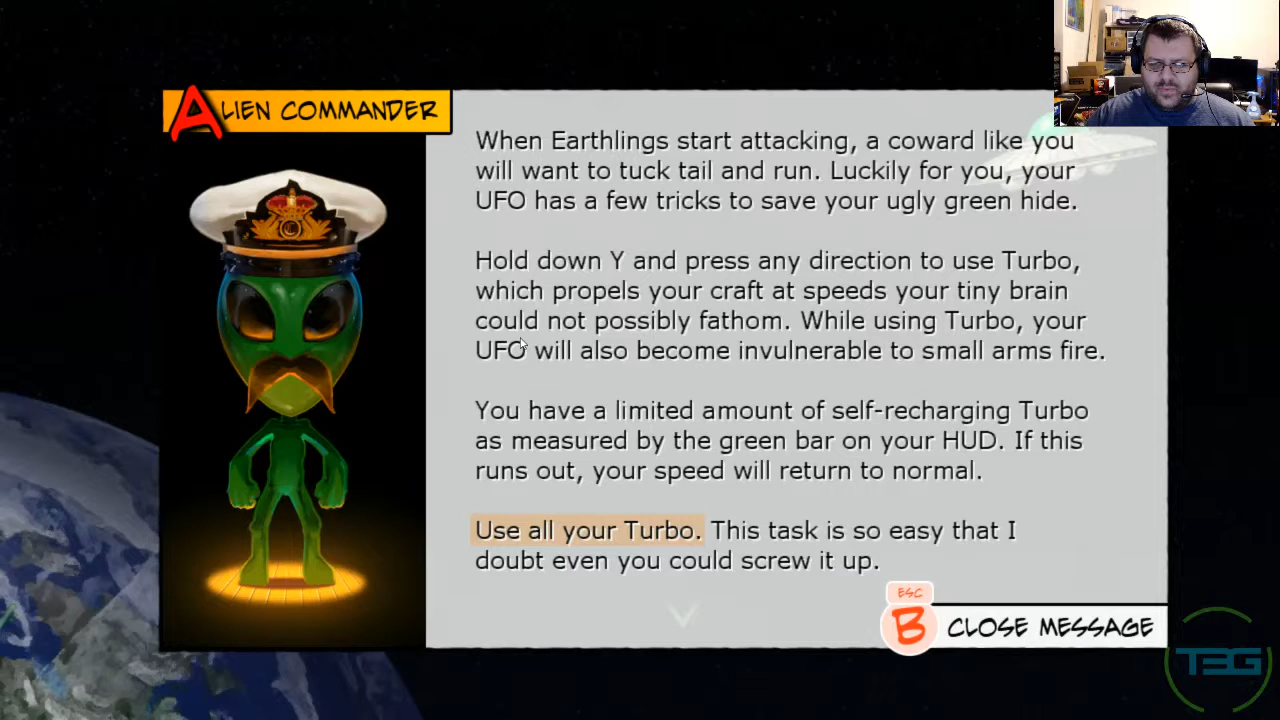 ALIEN COMMANDER
When Earthlings start attacking, a coward like you
will want to tuck tail and run. Luckily for you, your
UFO has a few tricks to save your ugly green hide.
Hold down Y and press any direction to use Turbo,
which propels your craft at speeds your tiny brain
could not possibly fathom. While using Turbo, your
UFO will also become invulnerable to small arms fire.
You have a limited amount of self-recharging Turbo
as measured by the green bar on your HUD. If this
runs out, your speed will return to normal.
Use all your Turbo. This task is so easy that I
doubt even you could screw it up.
ESC
B CLOSE MESSAGE
TBG